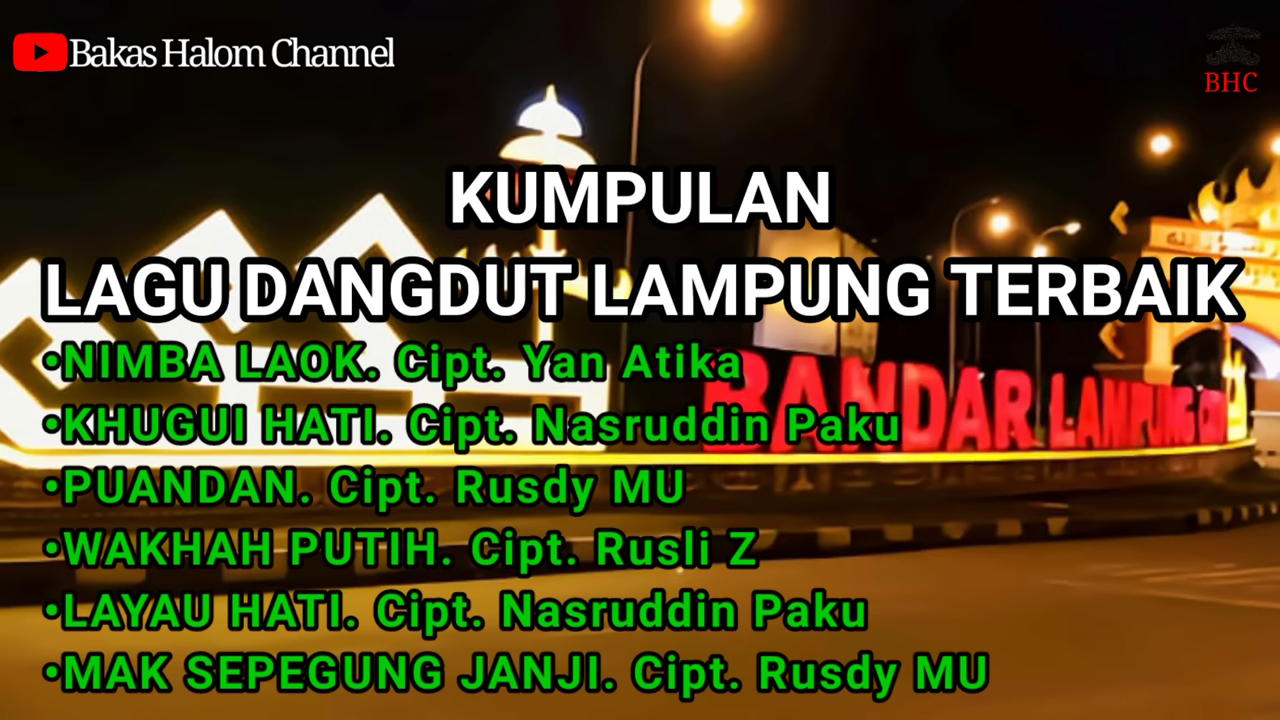 Bakas Halom Channel
BHC
KUMPULAN
LAGU DANGDUT LAMPUNG TERBAIK
•NIMBA LAOK. Cipt. Yan Atika
BANDAR LAMPUNG
•KHUGUI HATI. Cipt. Nasruddin Paku
•PUANDAN. Cipt. Rusdy MU
•WAKHAH PUTIH. Cipt. Rusli Z
•LAYAU HATI. Cipt. Nasruddin Paku
•MAK SEPEGUNG JANJI. Cipt. Rusdy MU